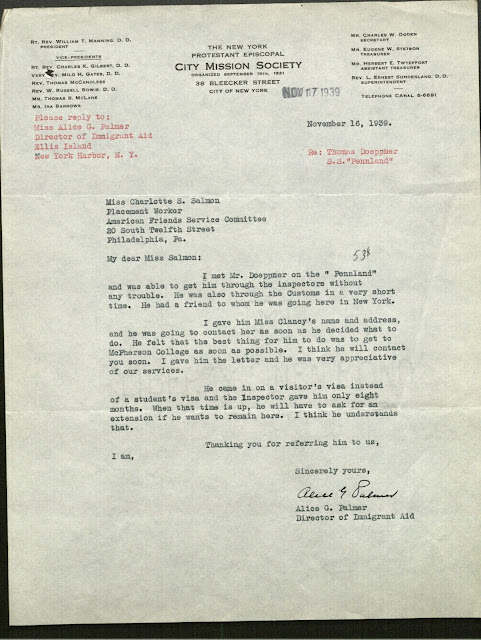 Rt. Rev. William T. Manning, D. D.
President
Vice-Presidents
Rt. Rev. Charles K. Gilbert, D. D.
Very Rev. Milo H. Gates, D. D.
Rev. Thomas McCandless
Rev. W. Russell Bowie, D. D.
Mr. Thomas S. McLane
Mr. Ira Barrows
THE NEW YORK
PROTESTANT EPISCOPAL
CITY MISSION SOCIETY
ORGANIZED SEPTEMBER 19TH, 1831
38 BLEECKER STREET
CITY OF NEW YORK
Mr. Charles W. Ogden
Secretary
Mr. Eugene W. Stetson
Treasurer
Mr. Herbert E. Twyeffort
Assistant Treasurer
Rev. L. Ernest Sunderland, D. D.
Superintendent
Telephone Canal 6-6691
NOV 17 1939
Please reply to:
Miss Alice G. Palmer
Director of Immigrant Aid
Ellis Island
New York Harbor, N. Y.
November 16, 1939.
Re: Thomas Doeppner
S.S."Pennland"
Miss Charlotte S. Salmon
Placement Worker
American Friends Service Committee
20 South Twelfth Street
Philadelphia, Pa.
My dear Miss Salmon:
I met Mr. Doeppner on the " Pennland"
and was able to get him through the inspectors without
any trouble. He was also through the Customs in a very short
time. He had a friend to whom he was going here in New York.
I gave him Miss Clancy's name and address,
and he was going to contact her as soon as he decided what to
do. He felt that the best thing for him to do was to get to
McPherson College as soon as possible. I think he will contact
you soon. I gave him the letter and he was very appreciative
of our services.
He came in on a visitor's visa instead
of a student's visa and the Inspector gave him only eight
months. When that time is up, he will have to ask for an
extension if he wants to remain here. I think he understands
that.
Thanking you for referring him to us,
I am,
Sincerely yours,
Alice G Palmer
Alice G. Palmer
Director of Immigrant Aid